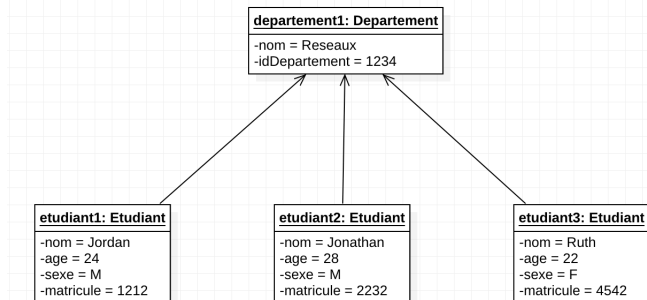 departement1: Departement
-nom = Reseaux
-idDepartement = 1234
etudiant1: Etudiant
-nom = Jordan
-age = 24
-sexe = M
-matricule = 1212
etudiant2: Etudiant
-nom = Jonathan
-age = 28
-sexe = M
-matricule = 2232
etudiant3: Etudiant
-nom = Ruth
-age = 22
-sexe = F
-matricule = 4542